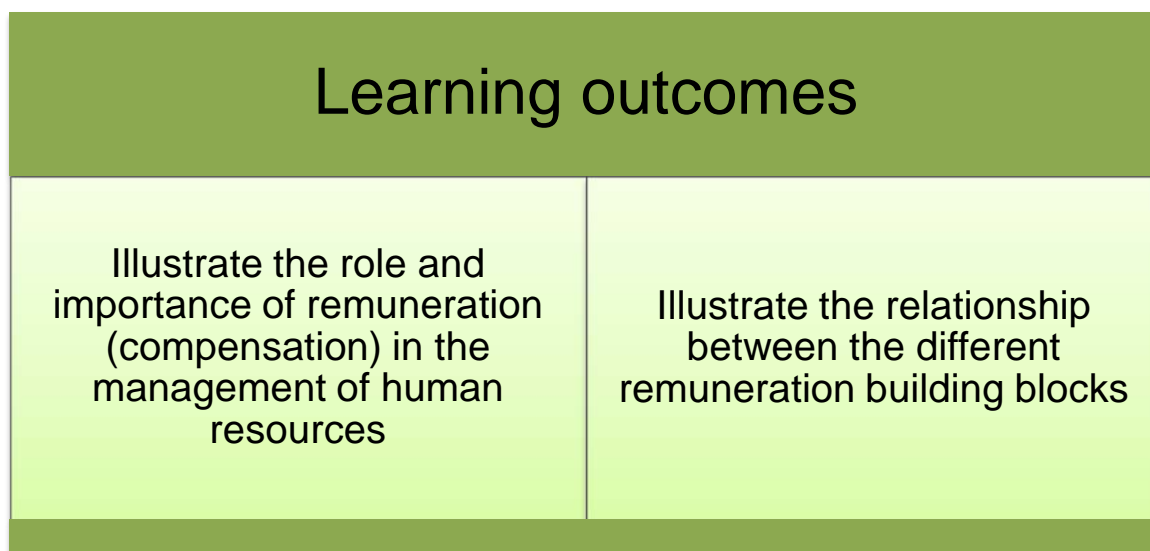 Learning outcomes
Illustrate the role and
importance of remuneration
(compensation) in the
management of human
resources
Illustrate the relationship
between the different
remuneration building blocks